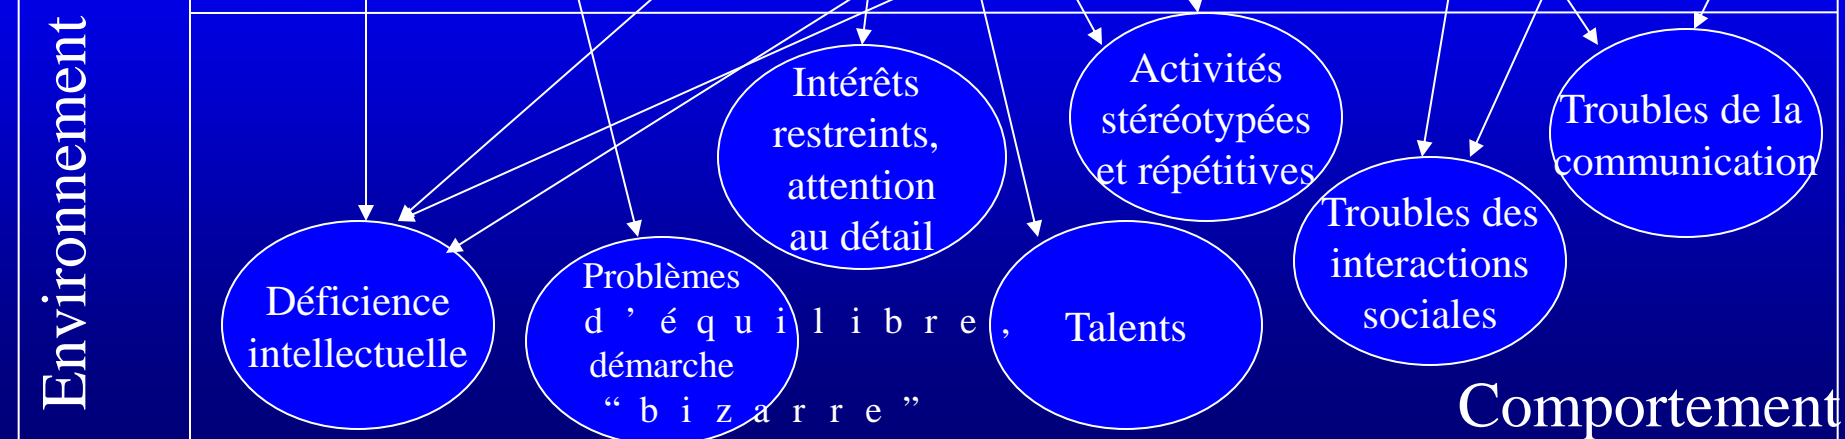 Environnement
Intérêts
restreints,
attention
au détail
Activités
stéréotypées
et répétitives
Troubles de la
communication
Troubles des
interactions
sociales
Déficience
intellectuelle
Problèmes
d’équilibre,
démarche
“bizarre”
Talents
Comportement